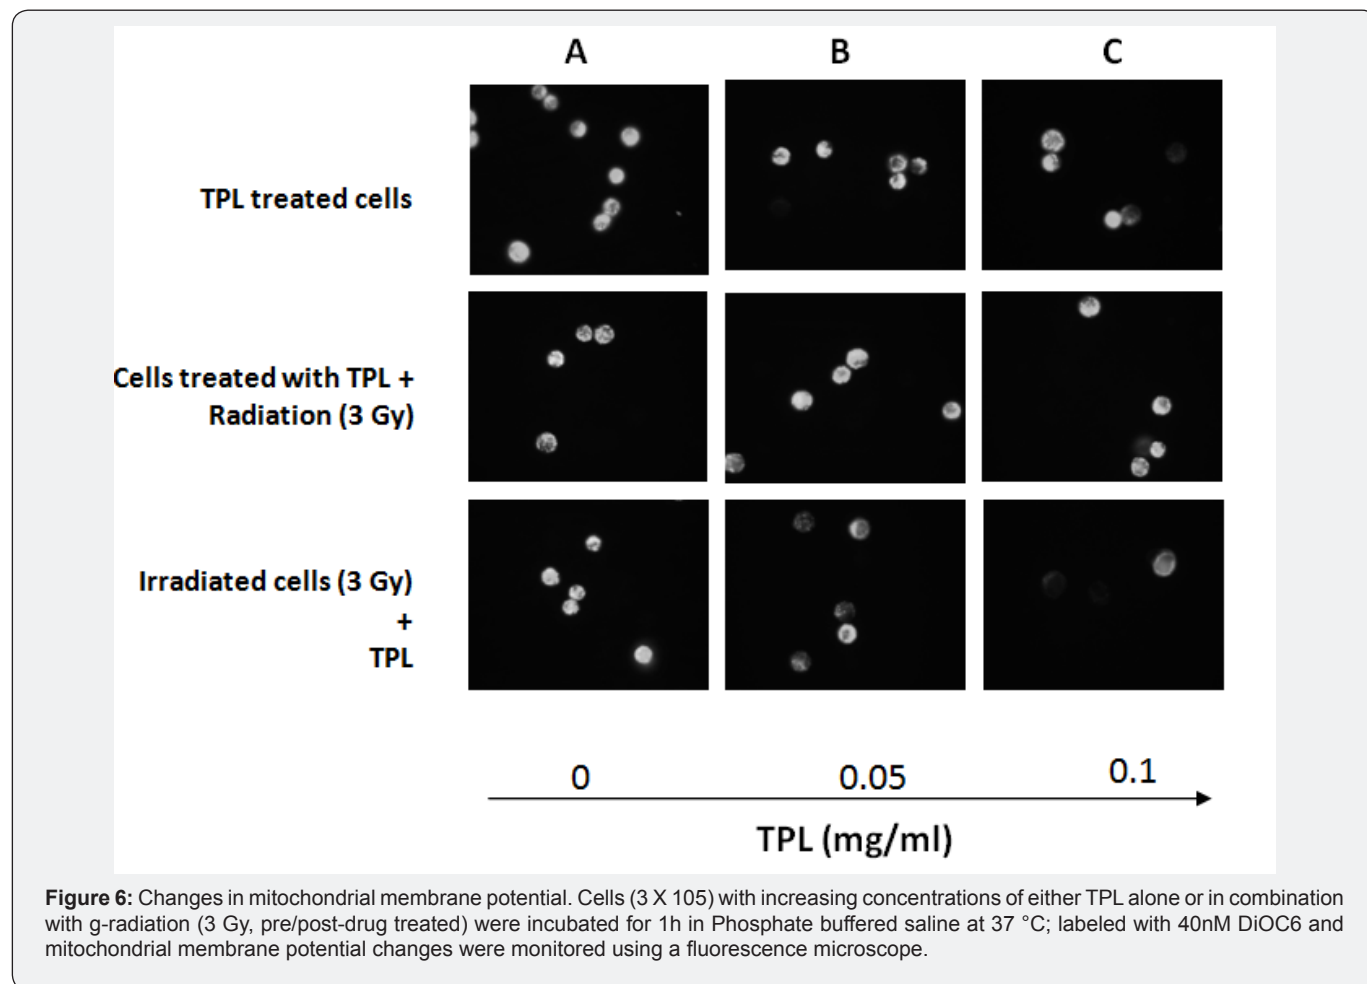 A B C
TPL treated cells
Cells treated with TPL +
Radiation (3 Gy)
Irradiated cells (3 Gy)
+
TPL
0 0.05 0.1
TPL (mg/ml)
Figure 6: Changes in mitochondrial membrane potential. Cells (3 X 105) with increasing concentrations of either TPL alone or in combination
with g-radiation (3 Gy, pre/post-drug treated) were incubated for 1h in Phosphate buffered saline at 37 °C; labeled with 40nM DiOC6 and
mitochondrial membrane potential changes were monitored using a fluorescence microscope.